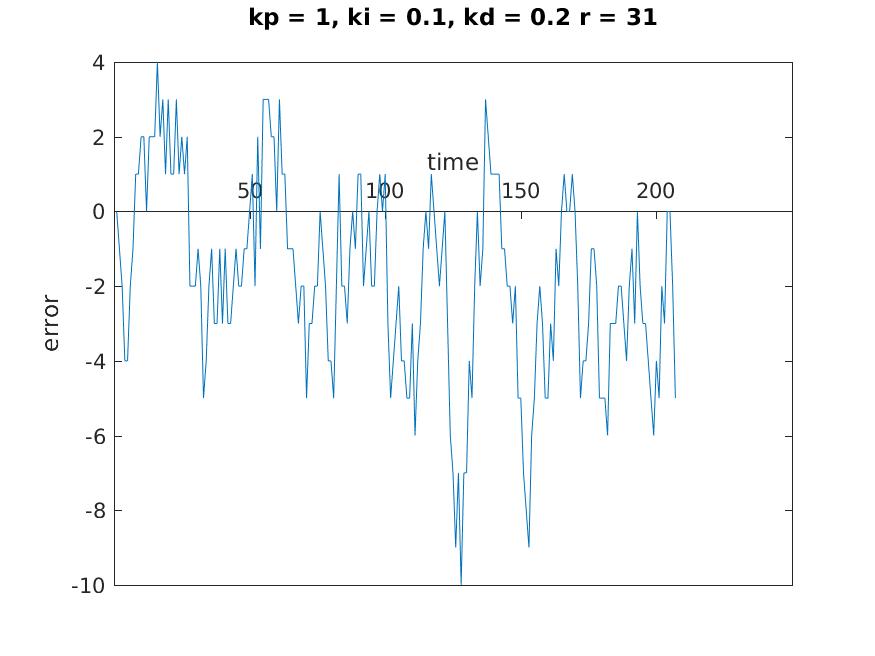 kp = 1, ki = 0.1, kd = 0.2 r = 31
4
2
time
50 100 150 200
0
-2
error
-4
-6
-8
-10